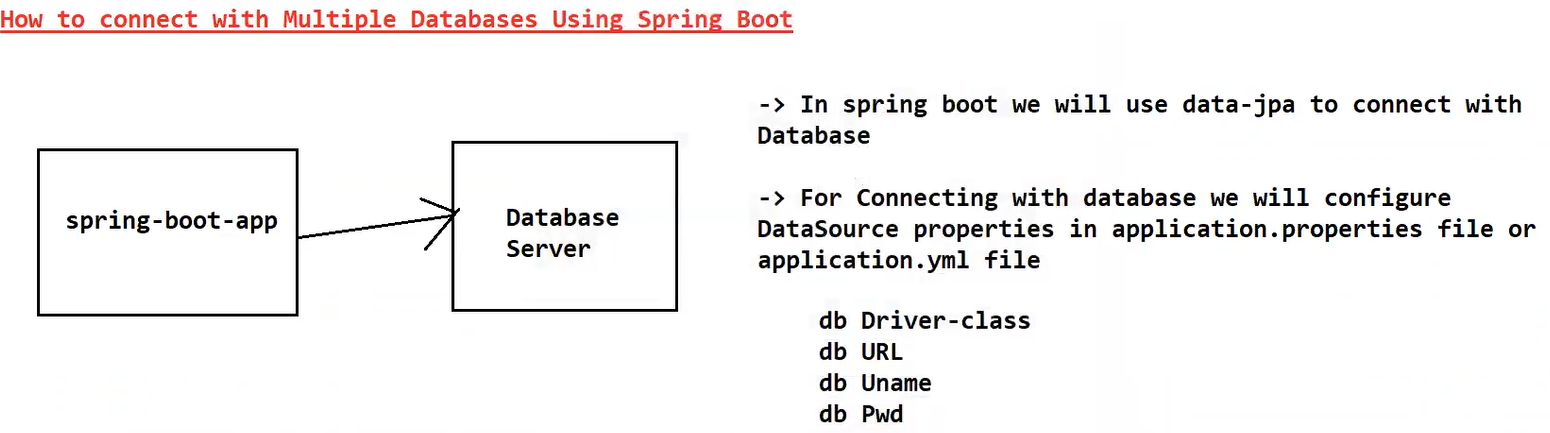 How to connect with Multiple Databases Using Spring Boot
spring-boot-app
Database
Server
-> In spring boot we will use data-jpa to connect with
Database
-> For Connecting with database we will configure
DataSource properties in application.properties file or
application.yml file
db Driver-class
db URL
db Uname
db Pwd